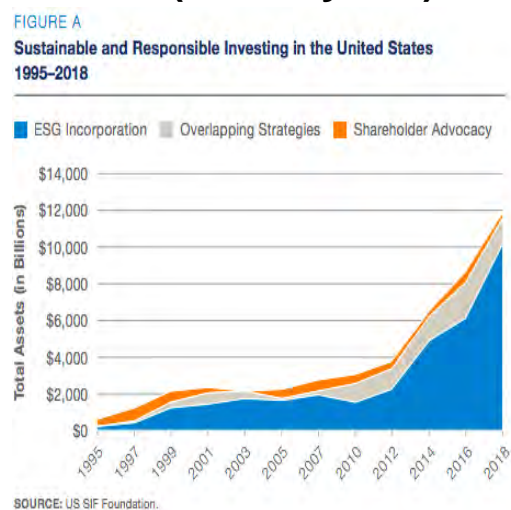 FIGURE A
Sustainable and Responsible Investing in the United States
1995–2018
ESG Incorporation Overlapping Strategies Shareholder Advocacy
Total Assets (in Billions)
$14,000
$12,000
$10,000
$8,000
$6,000
$4,000
$2,000
$0
1995 1997 1999 2001 2003 2005 2007 2010 2012 2014 2016 2018
SOURCE: US SIF Foundation.